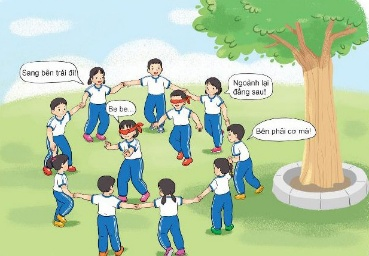 Sang bên trái đi!
Be be...
Ngoảnh lại
đằng sau!
Bên phải cơ mà!